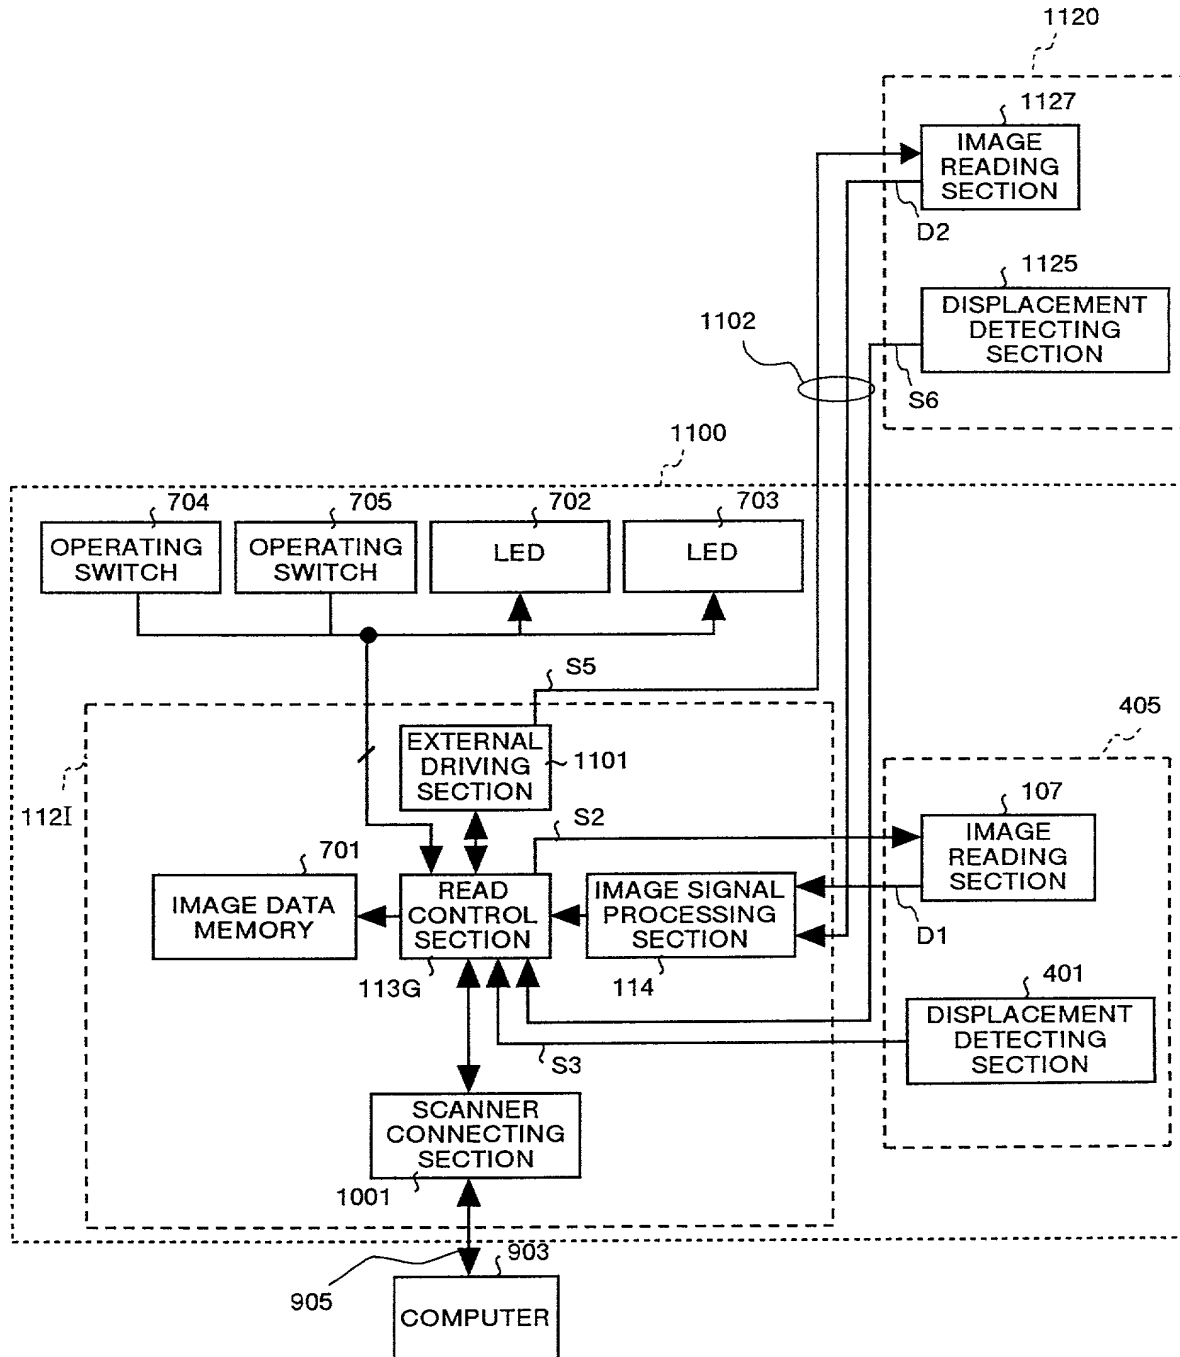 1120
1127
IMAGE
READING
SECTION
D2
1125
DISPLACEMENT
DETECTING
SECTION
S6
1102
1100
704
OPERATING
SWITCH
705
OPERATING
SWITCH
702
LED
703
LED
S5
112I
EXTERNAL
DRIVING
SECTION
1101
S2
405
107
IMAGE
READING
SECTION
D1
701
IMAGE DATA
MEMORY
READ
CONTROL
SECTION
113G
IMAGE SIGNAL
PROCESSING
SECTION
114
401
DISPLACEMENT
DETECTING
SECTION
S3
SCANNER
CONNECTING
SECTION
1001
905
903
COMPUTER